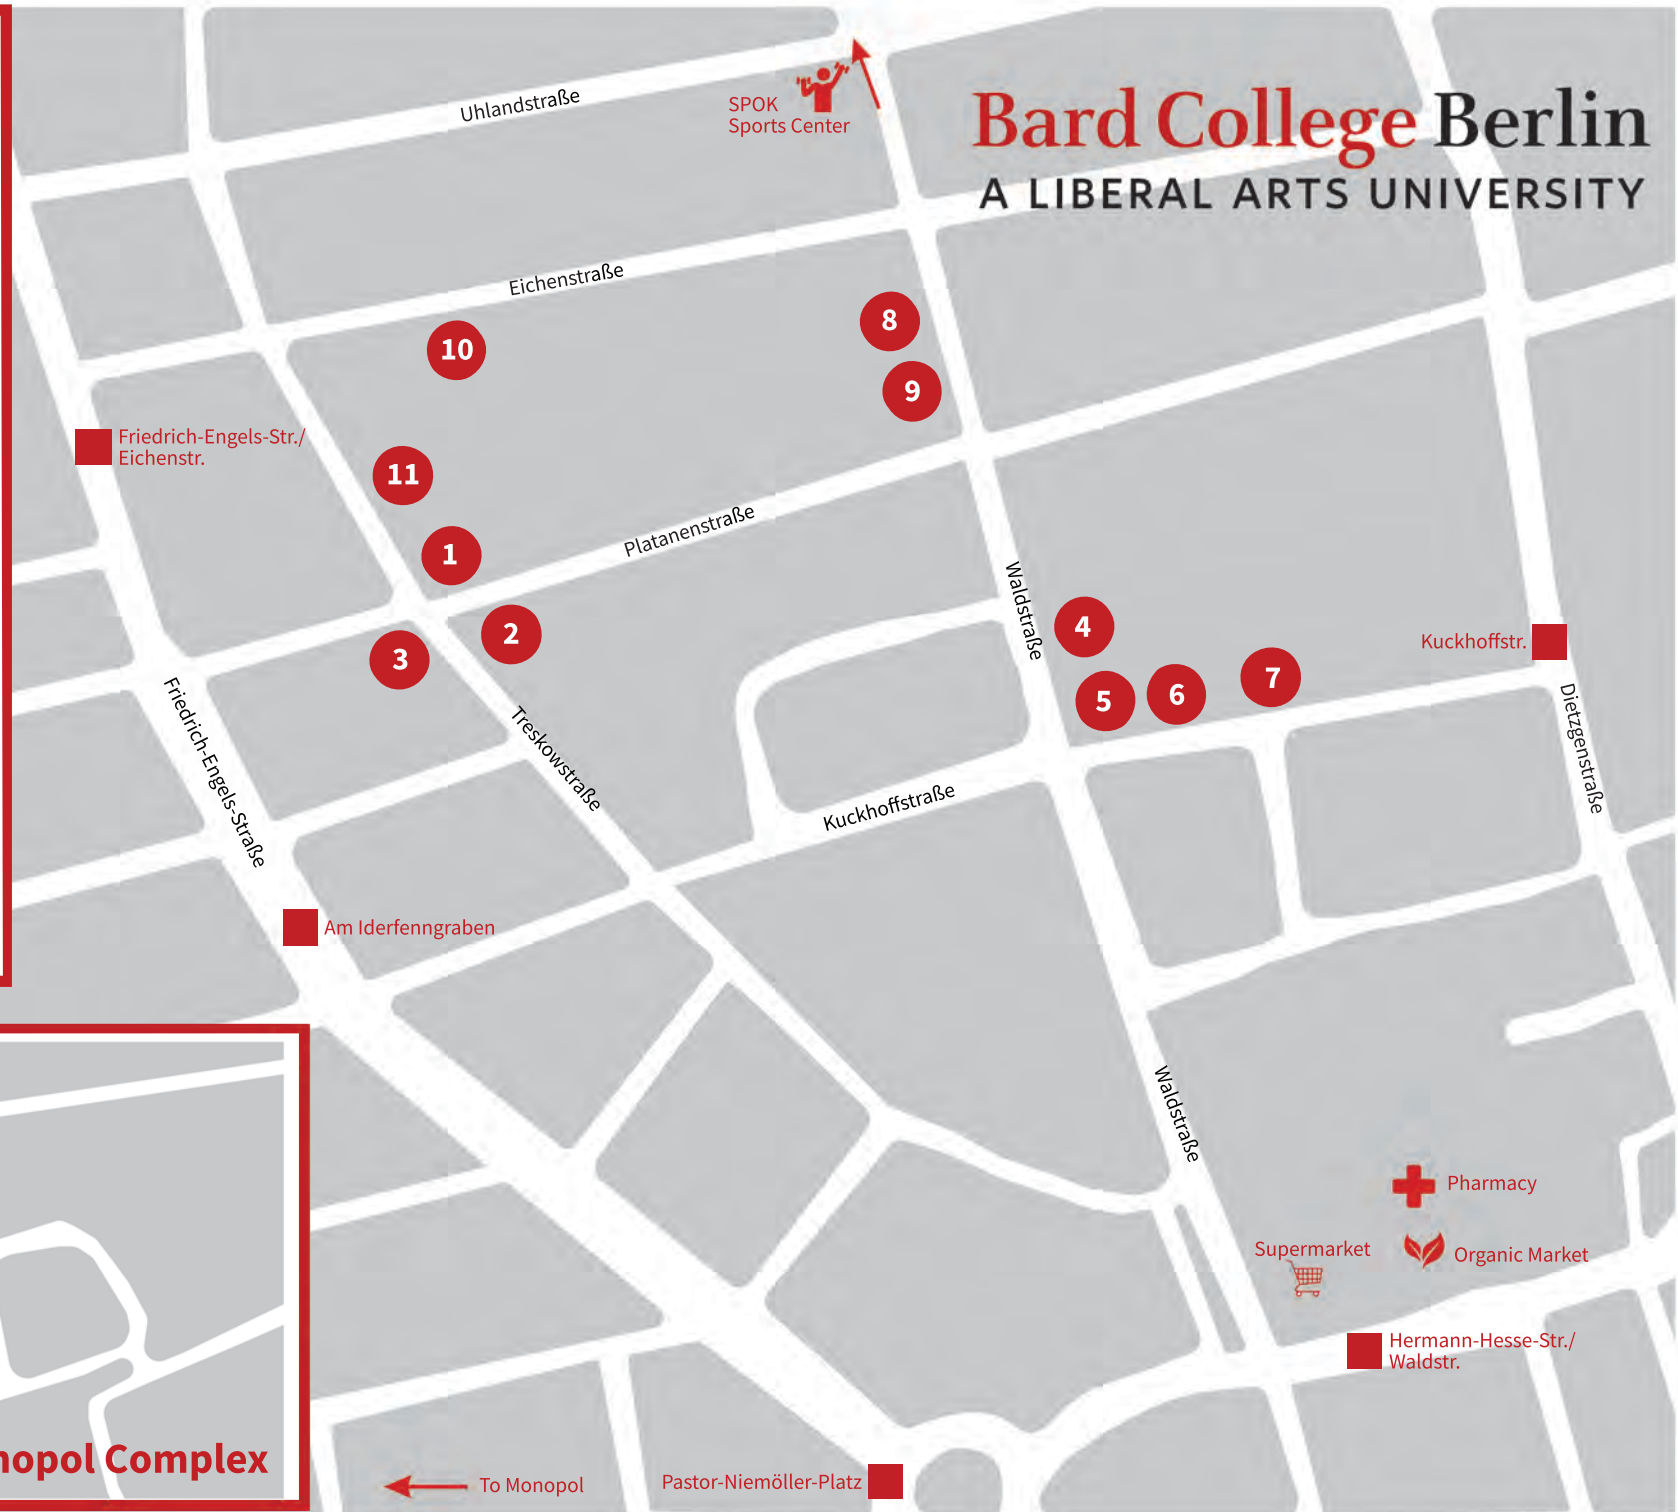 Uhlandstraße
SPOK
Sports Center
Bard College Berlin
A LIBERAL ARTS UNIVERSITY
Eichenstraße
8
10
9
Friedrich-Engels-Str./
Eichenstr.
11
Platanenstraße
1
Waldstraße
2
4
3
Kuckhoffstr.
7
6
5
Friedrich-Engels-Straße
Treskowstraße
Dietzgenstraße
Kuckhoffstraße
Am Iderfenngraben
Waldstraße
Pharmacy
Supermarket
Organic Market
Hermann-Hesse-Str./
Waldstr.
nopol Complex
To Monopol
Pastor-Niemöller-Platz